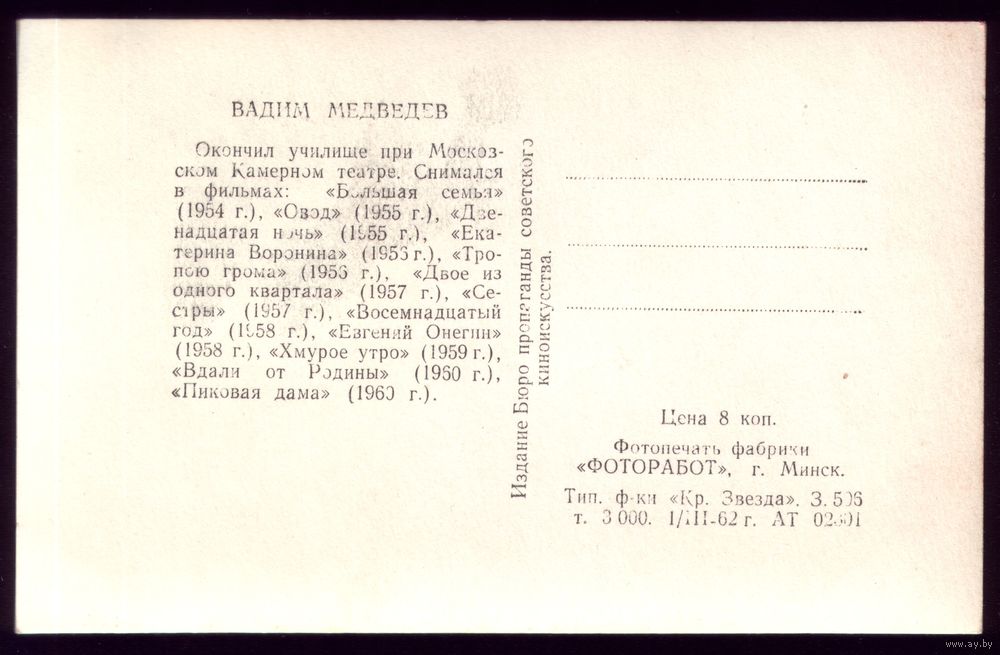 ВАДИМ МЕДВЕДЕВ
Окончил училище при Москов-
ском Камерном театре. Снимался
в фильмах: «Большая семья»
(1954 г.), «Овод» (1955 г.), «Две-
надцатая ночь» (1955 г.), «Ека-
терина Воронина» (1956 г.) «Тро-
пою грома» (1956 г.), «Двое из
одного квартала» (1957 г.), «Се-
стры» (1957 г.), «Восемнадцатый
год» (1958 г.), «Евгений Онегин»
(1958 г.), «Хмурое утро» (1959 г.),
«Вдали от Родины» (1960 г.),
«Пиковая дама» (1960 г.).
Издание Бюро пропаганды советского
киноискусства.
Цена 8 коп.
Фотопечать фабрики
«ФОТОРАБОТ», г. Минск.
Тип. ф-ки «Кр. Звезда». З.
т. 3 000. 1/III-62 г. АТ
www.ay.by